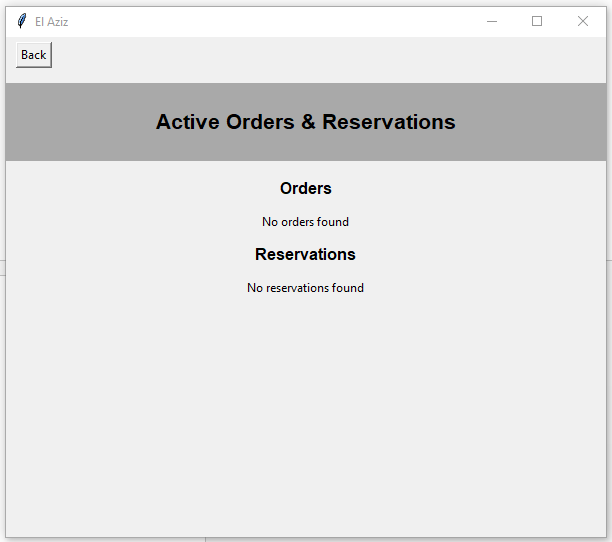 El Aziz
Back
Active Orders & Reservations
Orders
No orders found
Reservations
No reservations found